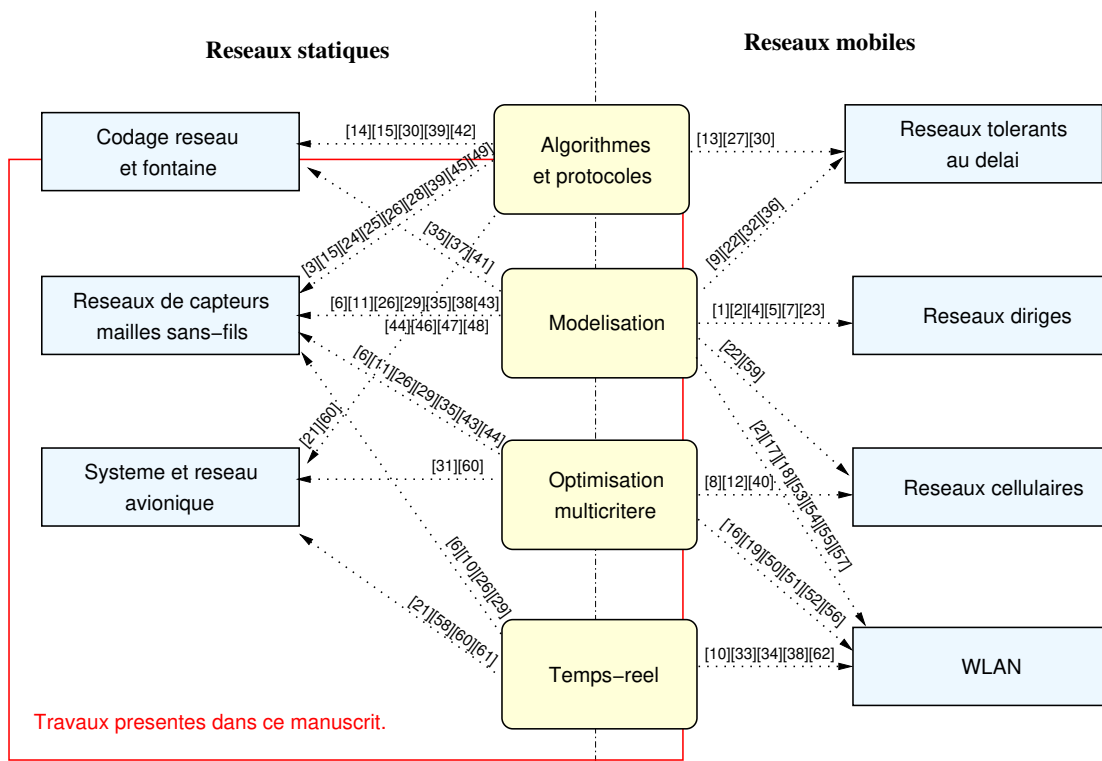 Reseaux statiques
Reseaux mobiles
Codage reseau
et fontaine
[14][15][30][39][42]
Algorithmes
et protocoles
[13][27][30]
Reseaux tolerants
au delai
[3][15][24][25][26][28][39][45][49]
[35][37][41]
[9][22][32][36]
Reseaux de capteurs
mailles sans-fils
[6][11][26][29][35][38][43]
[44][46][47][48]
Modelisation
[1][2][4][5][7][23]
Reseaux diriges
[21][60]
[6][11][26][29][35][43][44]
[22][59]
[2][17][18][53][54][55][57]
Systeme et reseau
avionique
[31][60]
Optimisation
multicritere
[8][12][40]
Reseaux cellulaires
[6][10][26][29]
[16][19][50][51][52][56]
[21][58][60][61]
Temps-reel
[10][33][34][38][62]
WLAN
Travaux presentes dans ce manuscrit.